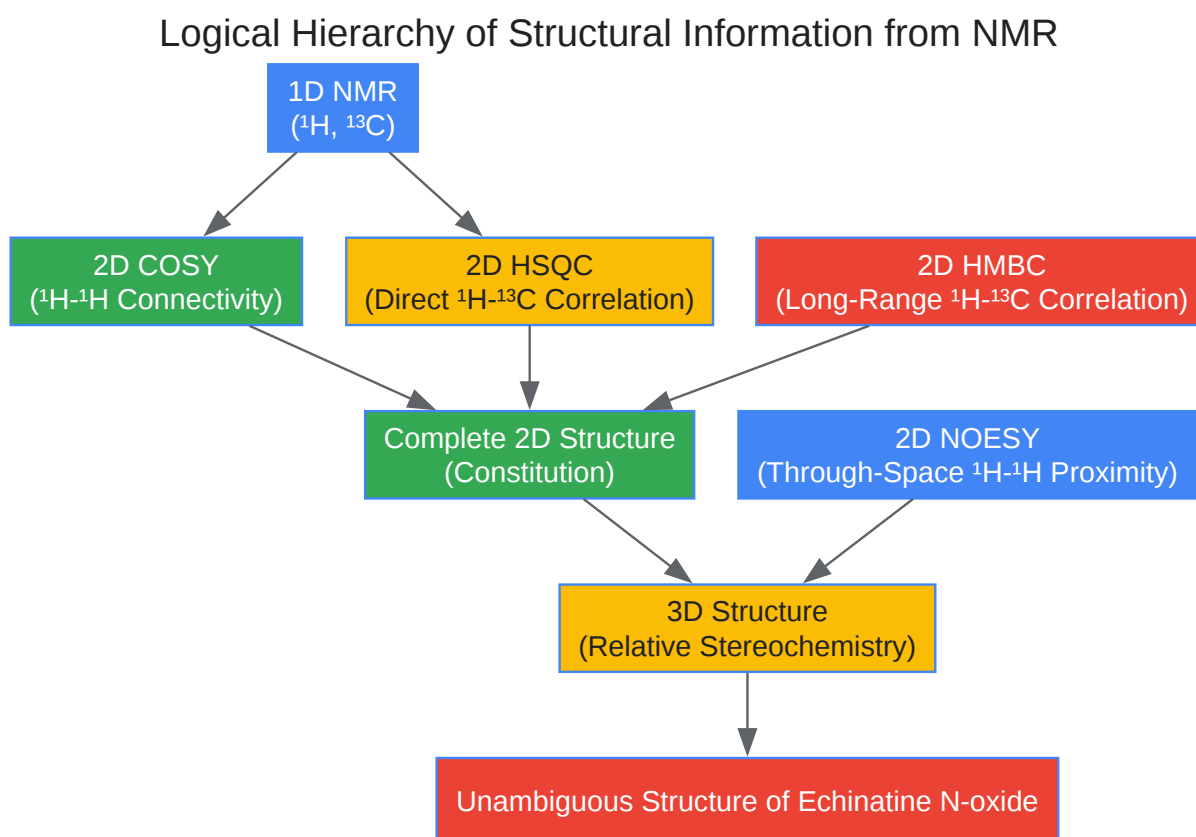 Logical Hierarchy of Structural Information from NMR
1D NMR
(¹H, ¹³C)
2D COSY
(¹H-¹H Connectivity)
2D HSQC
(Direct ¹H-¹³C Correlation)
2D HMBC
(Long-Range ¹H-¹³C Correlation)
Complete 2D Structure
(Constitution)
2D NOESY
(Through-Space ¹H-¹H Proximity)
3D Structure
(Relative Stereochemistry)
Unambiguous Structure of Echinatine N-oxide